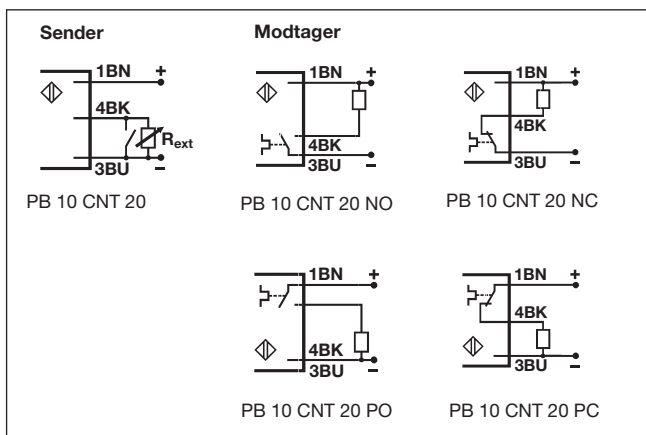 Sender
Modtager
1BN +
4BK
Rext
3BU −
PB 10 CNT 20
1BN +
4BK
3BU −
PB 10 CNT 20 NO
1BN +
4BK
3BU −
PB 10 CNT 20 NC
1BN +
4BK
3BU −
PB 10 CNT 20 PO
1BN +
4BK
3BU −
PB 10 CNT 20 PC